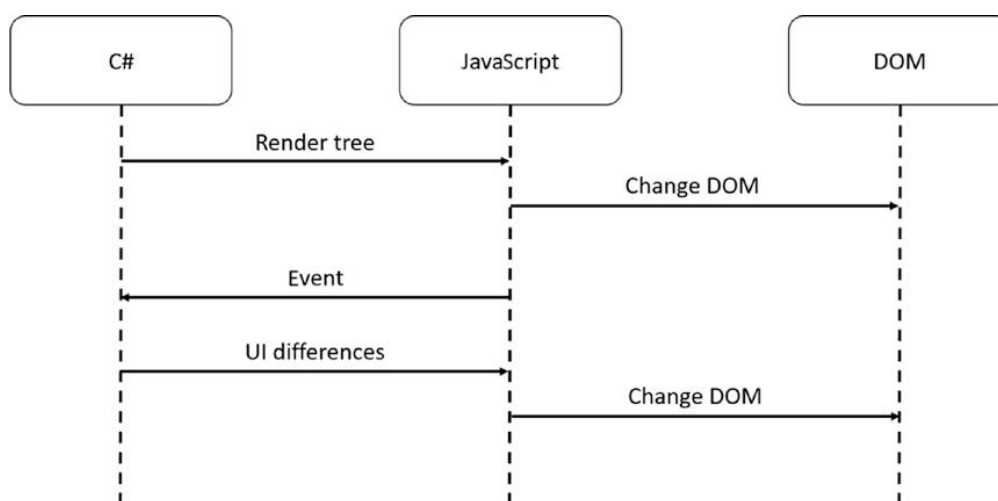 C#
JavaScript
DOM
Render tree
Change DOM
Event
UI differences
Change DOM